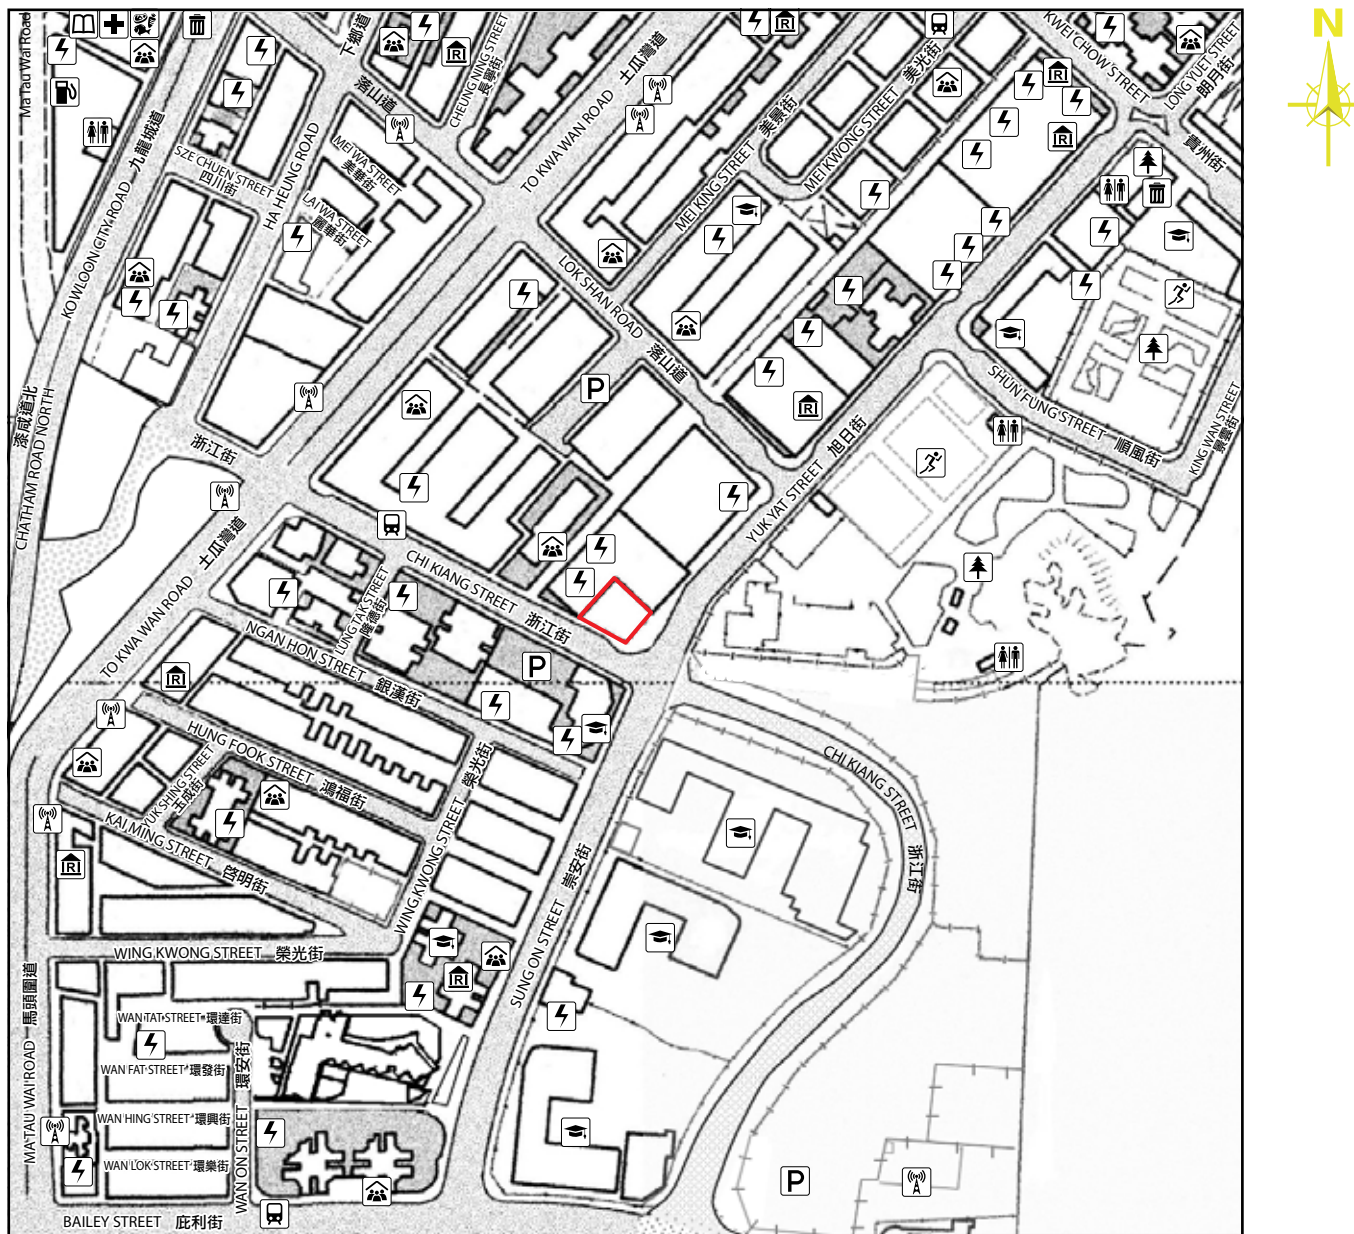 N
Ma Tau Wai Road
下鄉道
CHEUNG NING STREET
長寧街
土瓜灣道
TO KWA WAN ROAD
美光街
MEI KWONG STREET
美景街
MEI KING STREET
KWEI CHOW STREET
貴州街
LONG YUET STREET
朗月街
落山道
九龍城道
KOWLOON CITY ROAD
SZE CHUEN STREET
四川街
HA HEUNG ROAD
MEI WA STREET
美華街
LAI WA STREET
麗華街
LOK SHAN ROAD
落山道
SHUN FUNG STREET
順風街
KING WAN STREET
景雲街
漆咸道北
CHATHAM ROAD NORTH
浙江街
旭日街
YUK YAT STREET
土瓜灣道
TO KWA WAN ROAD
CHI KIANG STREET
浙江街
LUNG TAK STREET
隆德街
NGAN HON STREET
銀漢街
HUNG FOOK STREET
鴻福街
YUK SHING STREET
玉成街
榮光街
WING KWONG STREET
CHI KIANG STREET
浙江街
KAI MING STREET
啓明街
崇安街
SUNG ON STREET
WING KWONG STREET 榮光街
馬頭圍道
MA TAU WAI ROAD
WAN TAT STREET 環達街
環安街
WAN ON STREET
WAN FAT STREET 環發街
WAN HING STREET 環興街
WAN LOK STREET 環樂街
BAILEY STREET 庇利街
P
P
P
R
R
R
R
R
R
R
R
R